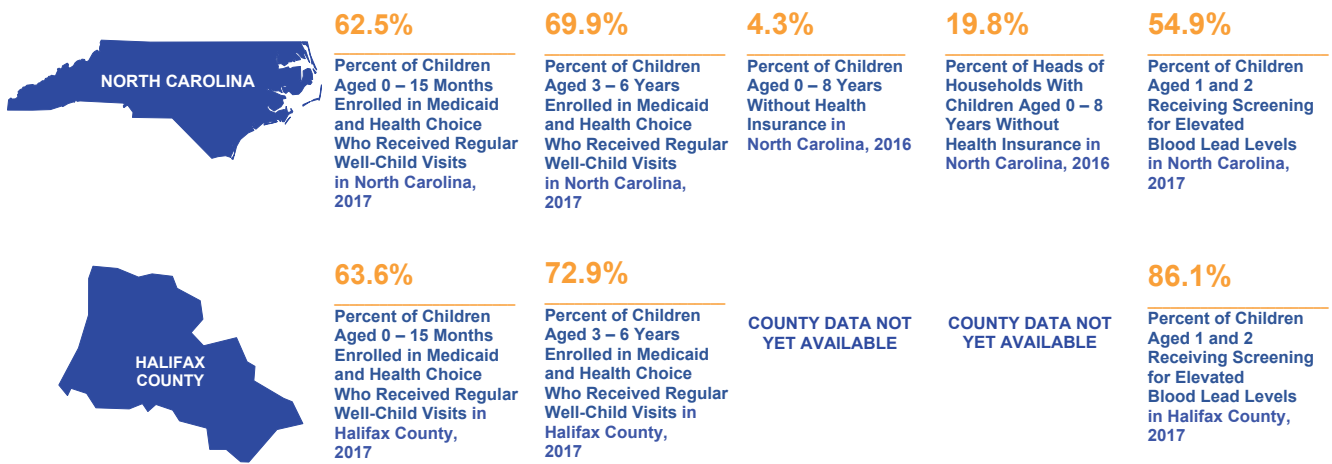 NORTH CAROLINA
62.5%
Percent of Children
Aged 0 – 15 Months
Enrolled in Medicaid
and Health Choice
Who Received Regular
Well-Child Visits
in North Carolina,
2017
69.9%
Percent of Children
Aged 3 – 6 Years
Enrolled in Medicaid
and Health Choice
Who Received Regular
Well-Child Visits
in North Carolina,
2017
4.3%
Percent of Children
Aged 0 – 8 Years
Without Health
Insurance in
North Carolina, 2016
19.8%
Percent of Heads of
Households With
Children Aged 0 – 8
Years Without
Health Insurance in
North Carolina, 2016
54.9%
Percent of Children
Aged 1 and 2
Receiving Screening
for Elevated
Blood Lead Levels
in North Carolina,
2017
HALIFAX
COUNTY
63.6%
Percent of Children
Aged 0 – 15 Months
Enrolled in Medicaid
and Health Choice
Who Received Regular
Well-Child Visits in
Halifax County,
2017
72.9%
Percent of Children
Aged 3 – 6 Years
Enrolled in Medicaid
and Health Choice
Who Received Regular
Well-Child Visits in
Halifax County,
2017
COUNTY DATA NOT
YET AVAILABLE
COUNTY DATA NOT
YET AVAILABLE
86.1%
Percent of Children
Aged 1 and 2
Receiving Screening
for Elevated
Blood Lead Levels
in Halifax County,
2017